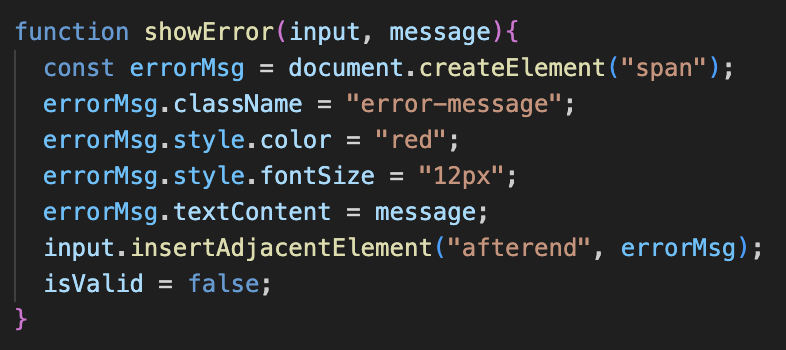 function showError(input, message){
  const errorMsg = document.createElement("span");
  errorMsg.className = "error-message";
  errorMsg.style.color = "red";
  errorMsg.style.fontSize = "12px";
  errorMsg.textContent = message;
  input.insertAdjacentElement("afterend", errorMsg);
  isValid = false;
}